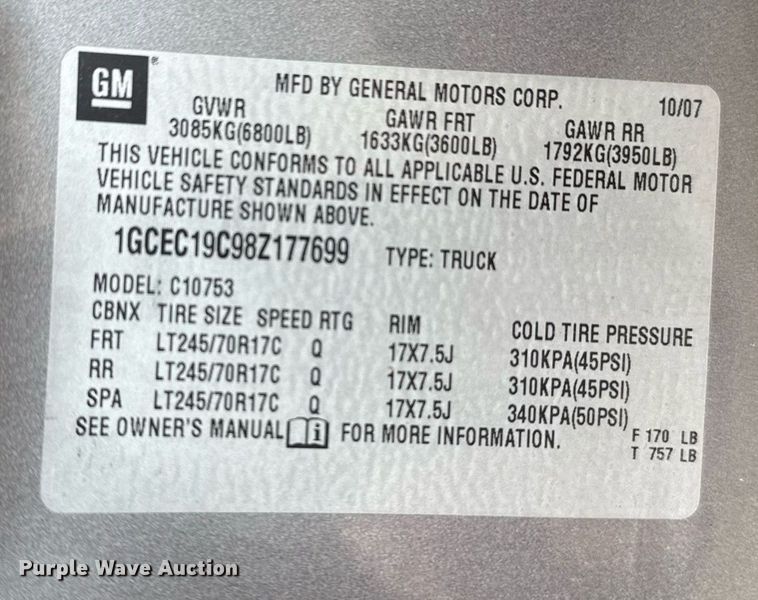 GM®
MFD BY GENERAL MOTORS CORP. 10/07
GVWR GAWR FRT GAWR RR
3085KG(6800LB) 1633KG(3600LB) 1792KG(3950LB)
THIS VEHICLE CONFORMS TO ALL APPLICABLE U.S. FEDERAL MOTOR
VEHICLE SAFETY STANDARDS IN EFFECT ON THE DATE OF
MANUFACTURE SHOWN ABOVE.
1GCEC19C98Z177699 TYPE: TRUCK
MODEL: C10753
CBNX TIRE SIZE SPEED RTG RIM COLD TIRE PRESSURE
FRT LT245/70R17C Q 17X7.5J 310KPA(45PSI)
RR LT245/70R17C Q 17X7.5J 310KPA(45PSI)
SPA LT245/70R17C Q 17X7.5J 340KPA(50PSI)
SEE OWNER'S MANUAL i FOR MORE INFORMATION.
F 170 LB
T 757 LB
Purple Wave Auction